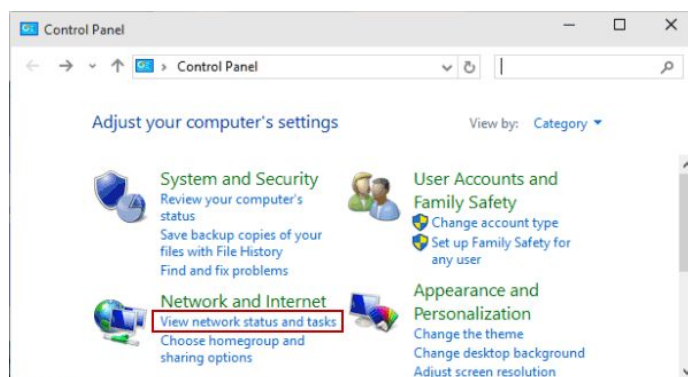 Control Panel
Control Panel
Adjust your computer's settings
View by: Category
System and Security
Review your computer's
status
Save backup copies of your
files with File History
Find and fix problems
Network and Internet
View network status and tasks
Choose homegroup and
sharing options
User Accounts and
Family Safety
Change account type
Set up Family Safety for
any user
Appearance and
Personalization
Change the theme
Change desktop background
Adjust screen resolution